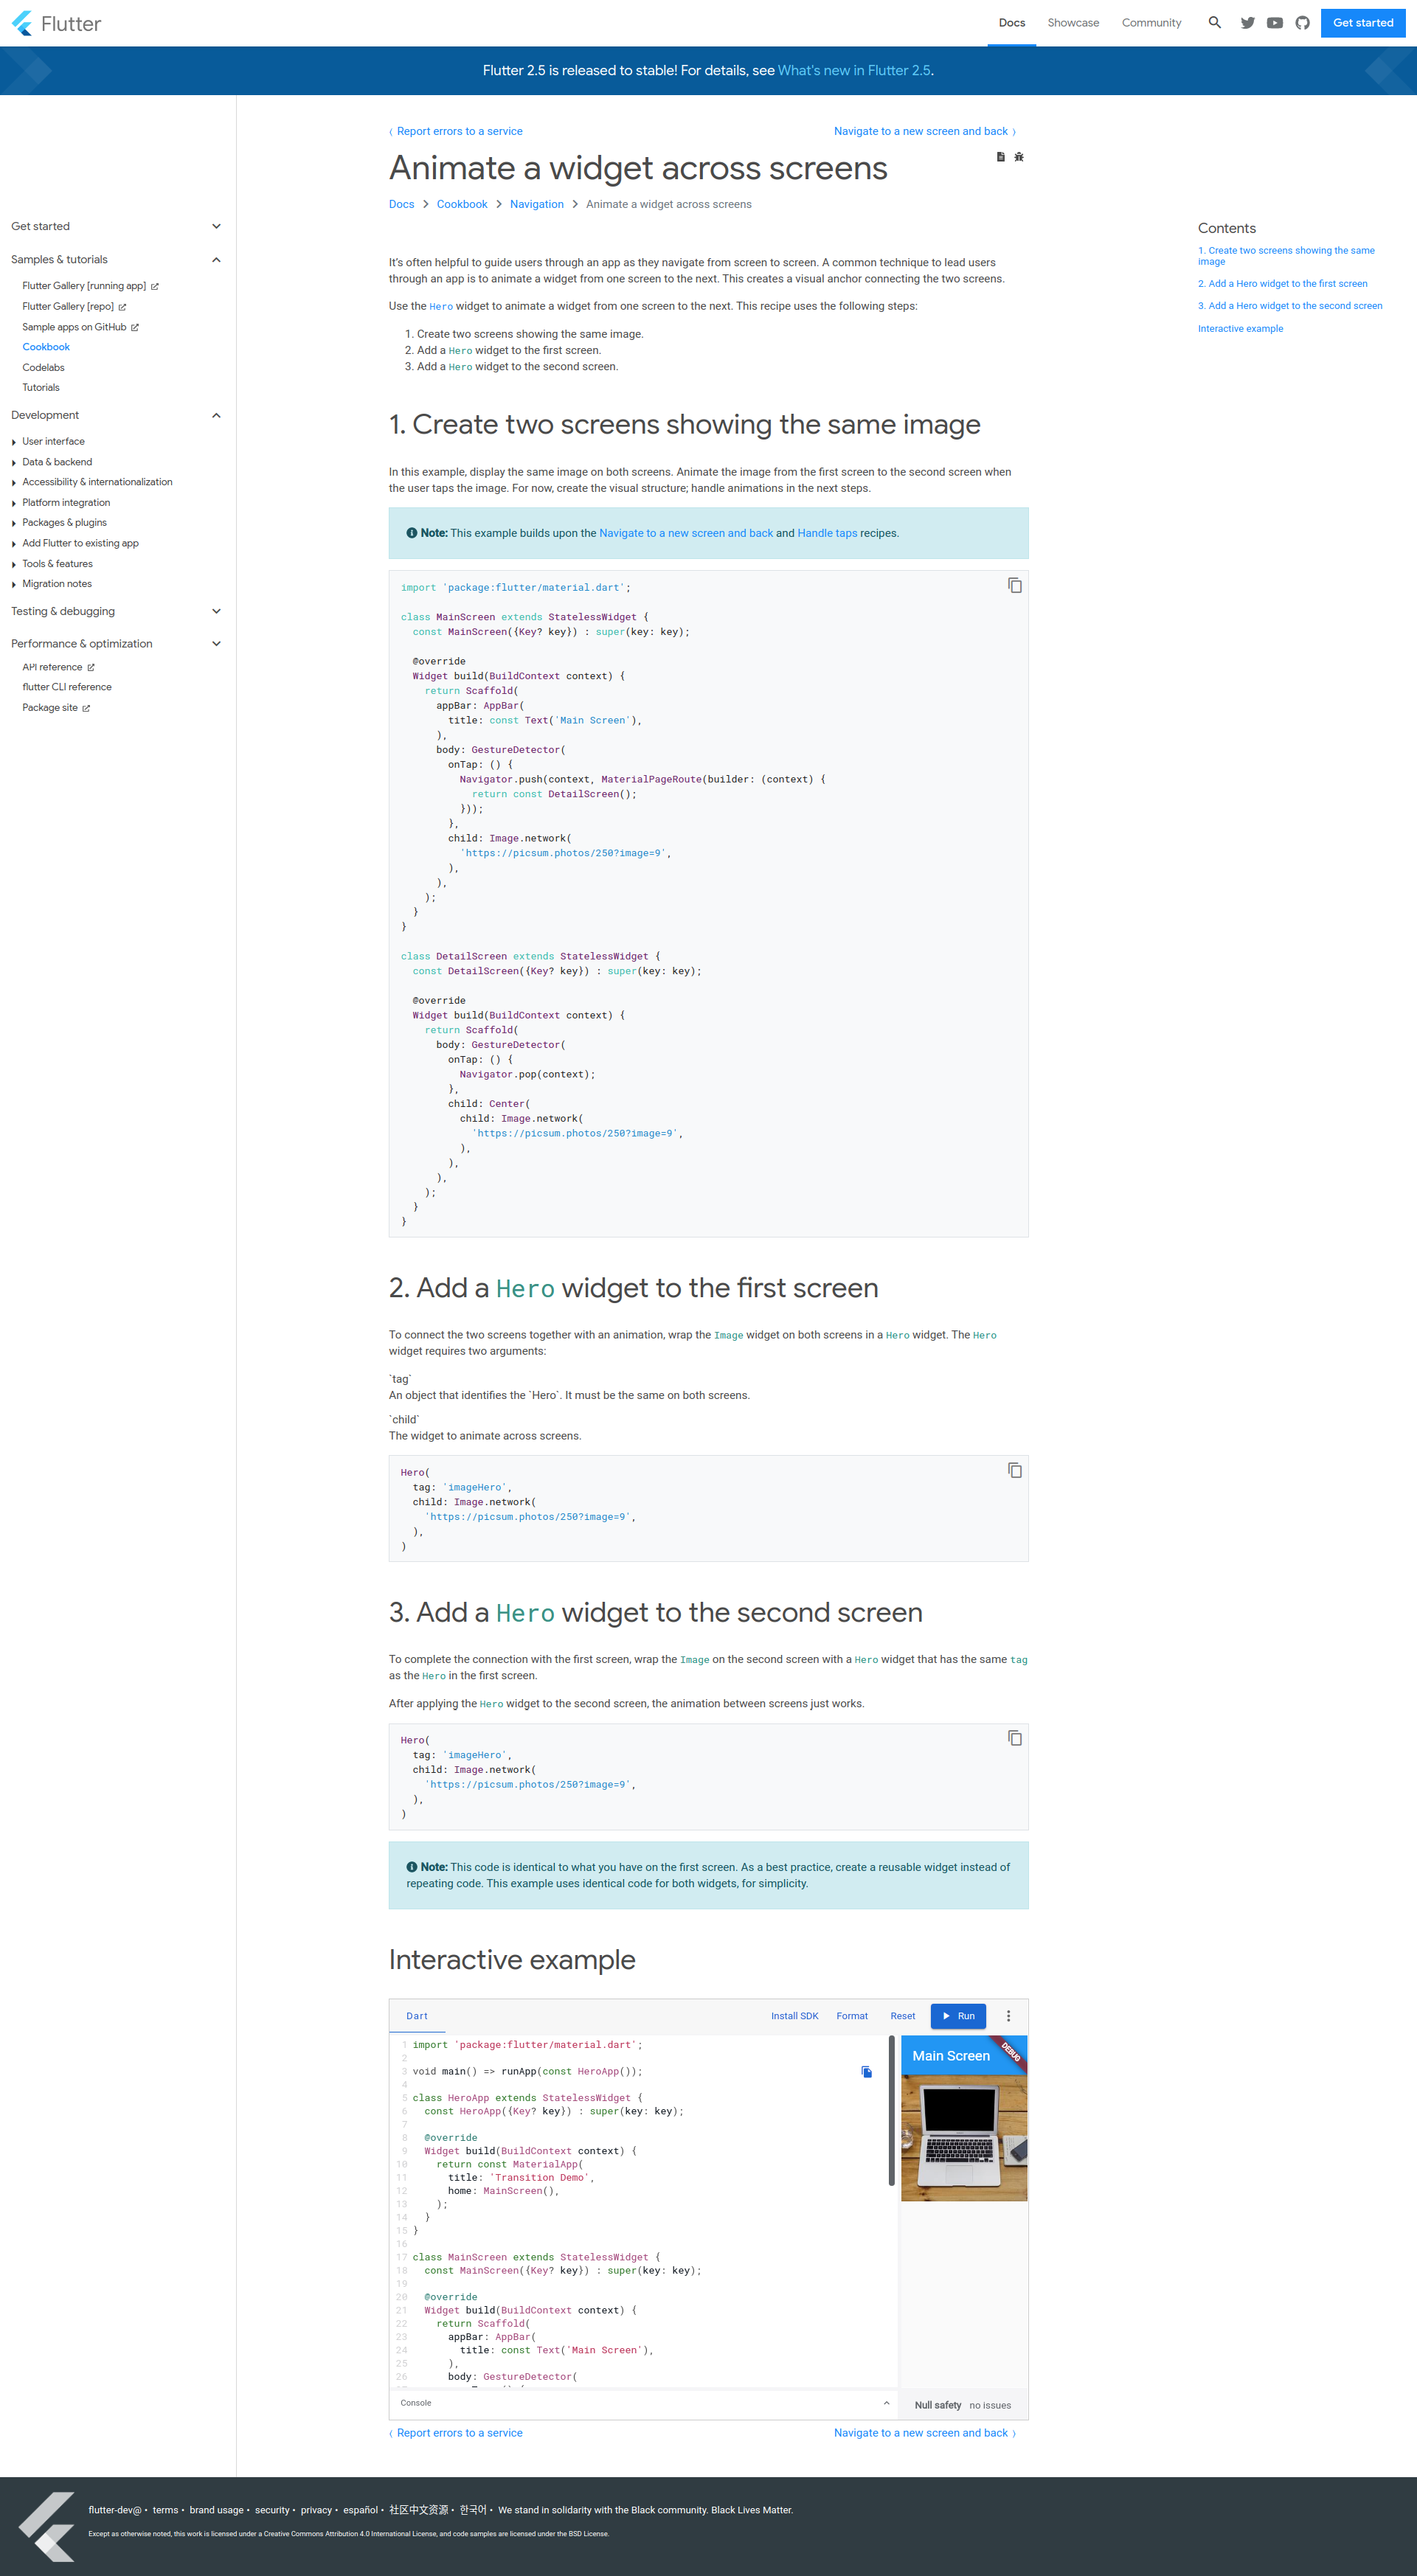 Flutter
Docs
Showcase
Community
Get started
Flutter 2.5 is released to stable! For details, see What's new in Flutter 2.5.
Get started
Samples & tutorials
Flutter Gallery [running app]
Flutter Gallery [repo]
Sample apps on GitHub
Cookbook
Codelabs
Tutorials
Development
User interface
Data & backend
Accessibility & internationalization
Platform integration
Packages & plugins
Add Flutter to existing app
Tools & features
Migration notes
Testing & debugging
Performance & optimization
API reference
flutter CLI reference
Package site
‹ Report errors to a service
Navigate to a new screen and back ›
Animate a widget across screens
Docs > Cookbook > Navigation > Animate a widget across screens
It's often helpful to guide users through an app as they navigate from screen to screen. A common technique to lead users
through an app is to animate a widget from one screen to the next. This creates a visual anchor connecting the two screens.
Use the Hero widget to animate a widget from one screen to the next. This recipe uses the following steps:
1. Create two screens showing the same image.
2. Add a Hero widget to the first screen.
3. Add a Hero widget to the second screen.
1. Create two screens showing the same image
In this example, display the same image on both screens. Animate the image from the first screen to the second screen when
the user taps the image. For now, create the visual structure; handle animations in the next steps.
Note: This example builds upon the Navigate to a new screen and back and Handle taps recipes.
import 'package:flutter/material.dart';
class MainScreen extends StatelessWidget {
const MainScreen({Key? key}) : super(key: key);
@override
Widget build(BuildContext context) {
return Scaffold(
appBar: AppBar(
title: const Text('Main Screen'),
),
body: GestureDetector(
onTap: () {
Navigator.push(context, MaterialPageRoute(builder: (context) {
return const DetailScreen();
}));
},
child: Image.network(
'https://picsum.photos/250?image=9',
),
),
);
}
}
class DetailScreen extends StatelessWidget {
const DetailScreen({Key? key}) : super(key: key);
@override
Widget build(BuildContext context) {
return Scaffold(
body: GestureDetector(
onTap: () {
Navigator.pop(context);
},
child: Center(
child: Image.network(
'https://picsum.photos/250?image=9',
),
),
),
);
}
}
2. Add a Hero widget to the first screen
To connect the two screens together with an animation, wrap the Image widget on both screens in a Hero widget. The Hero
widget requires two arguments:
`tag`
An object that identifies the `Hero`. It must be the same on both screens.
`child`
The widget to animate across screens.
Hero(
tag: 'imageHero',
child: Image.network(
'https://picsum.photos/250?image=9',
),
)
3. Add a Hero widget to the second screen
To complete the connection with the first screen, wrap the Image on the second screen with a Hero widget that has the same tag
as the Hero in the first screen.
After applying the Hero widget to the second screen, the animation between screens just works.
Hero(
tag: 'imageHero',
child: Image.network(
'https://picsum.photos/250?image=9',
),
)
Note: This code is identical to what you have on the first screen. As a best practice, create a reusable widget instead of
repeating code. This example uses identical code for both widgets, for simplicity.
Interactive example
Dart
Install SDK
Format
Reset
Run
1 import 'package:flutter/material.dart';
2
3 void main() => runApp(const HeroApp());
4
5 class HeroApp extends StatelessWidget {
6 const HeroApp({Key? key}) : super(key: key);
7
8 @override
9 Widget build(BuildContext context) {
10 return const MaterialApp(
11 title: 'Transition Demo',
12 home: MainScreen(),
13 );
14 }
15 }
16
17 class MainScreen extends StatelessWidget {
18 const MainScreen({Key? key}) : super(key: key);
19
20 @override
21 Widget build(BuildContext context) {
22 return Scaffold(
23 appBar: AppBar(
24 title: const Text('Main Screen'),
25 ),
26 body: GestureDetector(
Main Screen
DEBUG
Console
Null safety no issues
‹ Report errors to a service
Navigate to a new screen and back ›
Contents
1. Create two screens showing the same
image
2. Add a Hero widget to the first screen
3. Add a Hero widget to the second screen
Interactive example
flutter-dev@ • terms • brand usage • security • privacy • español • 社区中文资源 • 한국어 • We stand in solidarity with the Black community. Black Lives Matter.
Except as otherwise noted, this work is licensed under a Creative Commons Attribution 4.0 International License, and code samples are licensed under the BSD License.